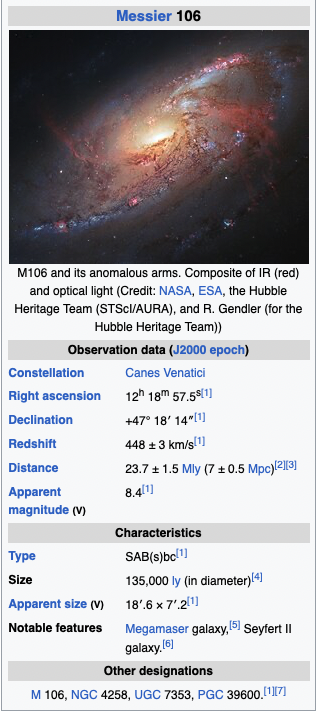 Messier 106
M106 and its anomalous arms. Composite of IR (red)
and optical light (Credit: NASA, ESA, the Hubble
Heritage Team (STScI/AURA), and R. Gendler (for the
Hubble Heritage Team))
Observation data (J2000 epoch)
Constellation Canes Venatici
Right ascension 12h 18m 57.5s[1]
Declination +47° 18′ 14″[1]
Redshift 448 ± 3 km/s[1]
Distance 23.7 ± 1.5 Mly (7 ± 0.5 Mpc)[2][3]
Apparent 8.4[1]
magnitude (V)
Characteristics
Type SAB(s)bc[1]
Size 135,000 ly (in diameter)[4]
Apparent size (V) 18′.6 × 7′.2[1]
Notable features Megamaser galaxy,[5] Seyfert II
galaxy.[6]
Other designations
M 106, NGC 4258, UGC 7353, PGC 39600.[1][7]